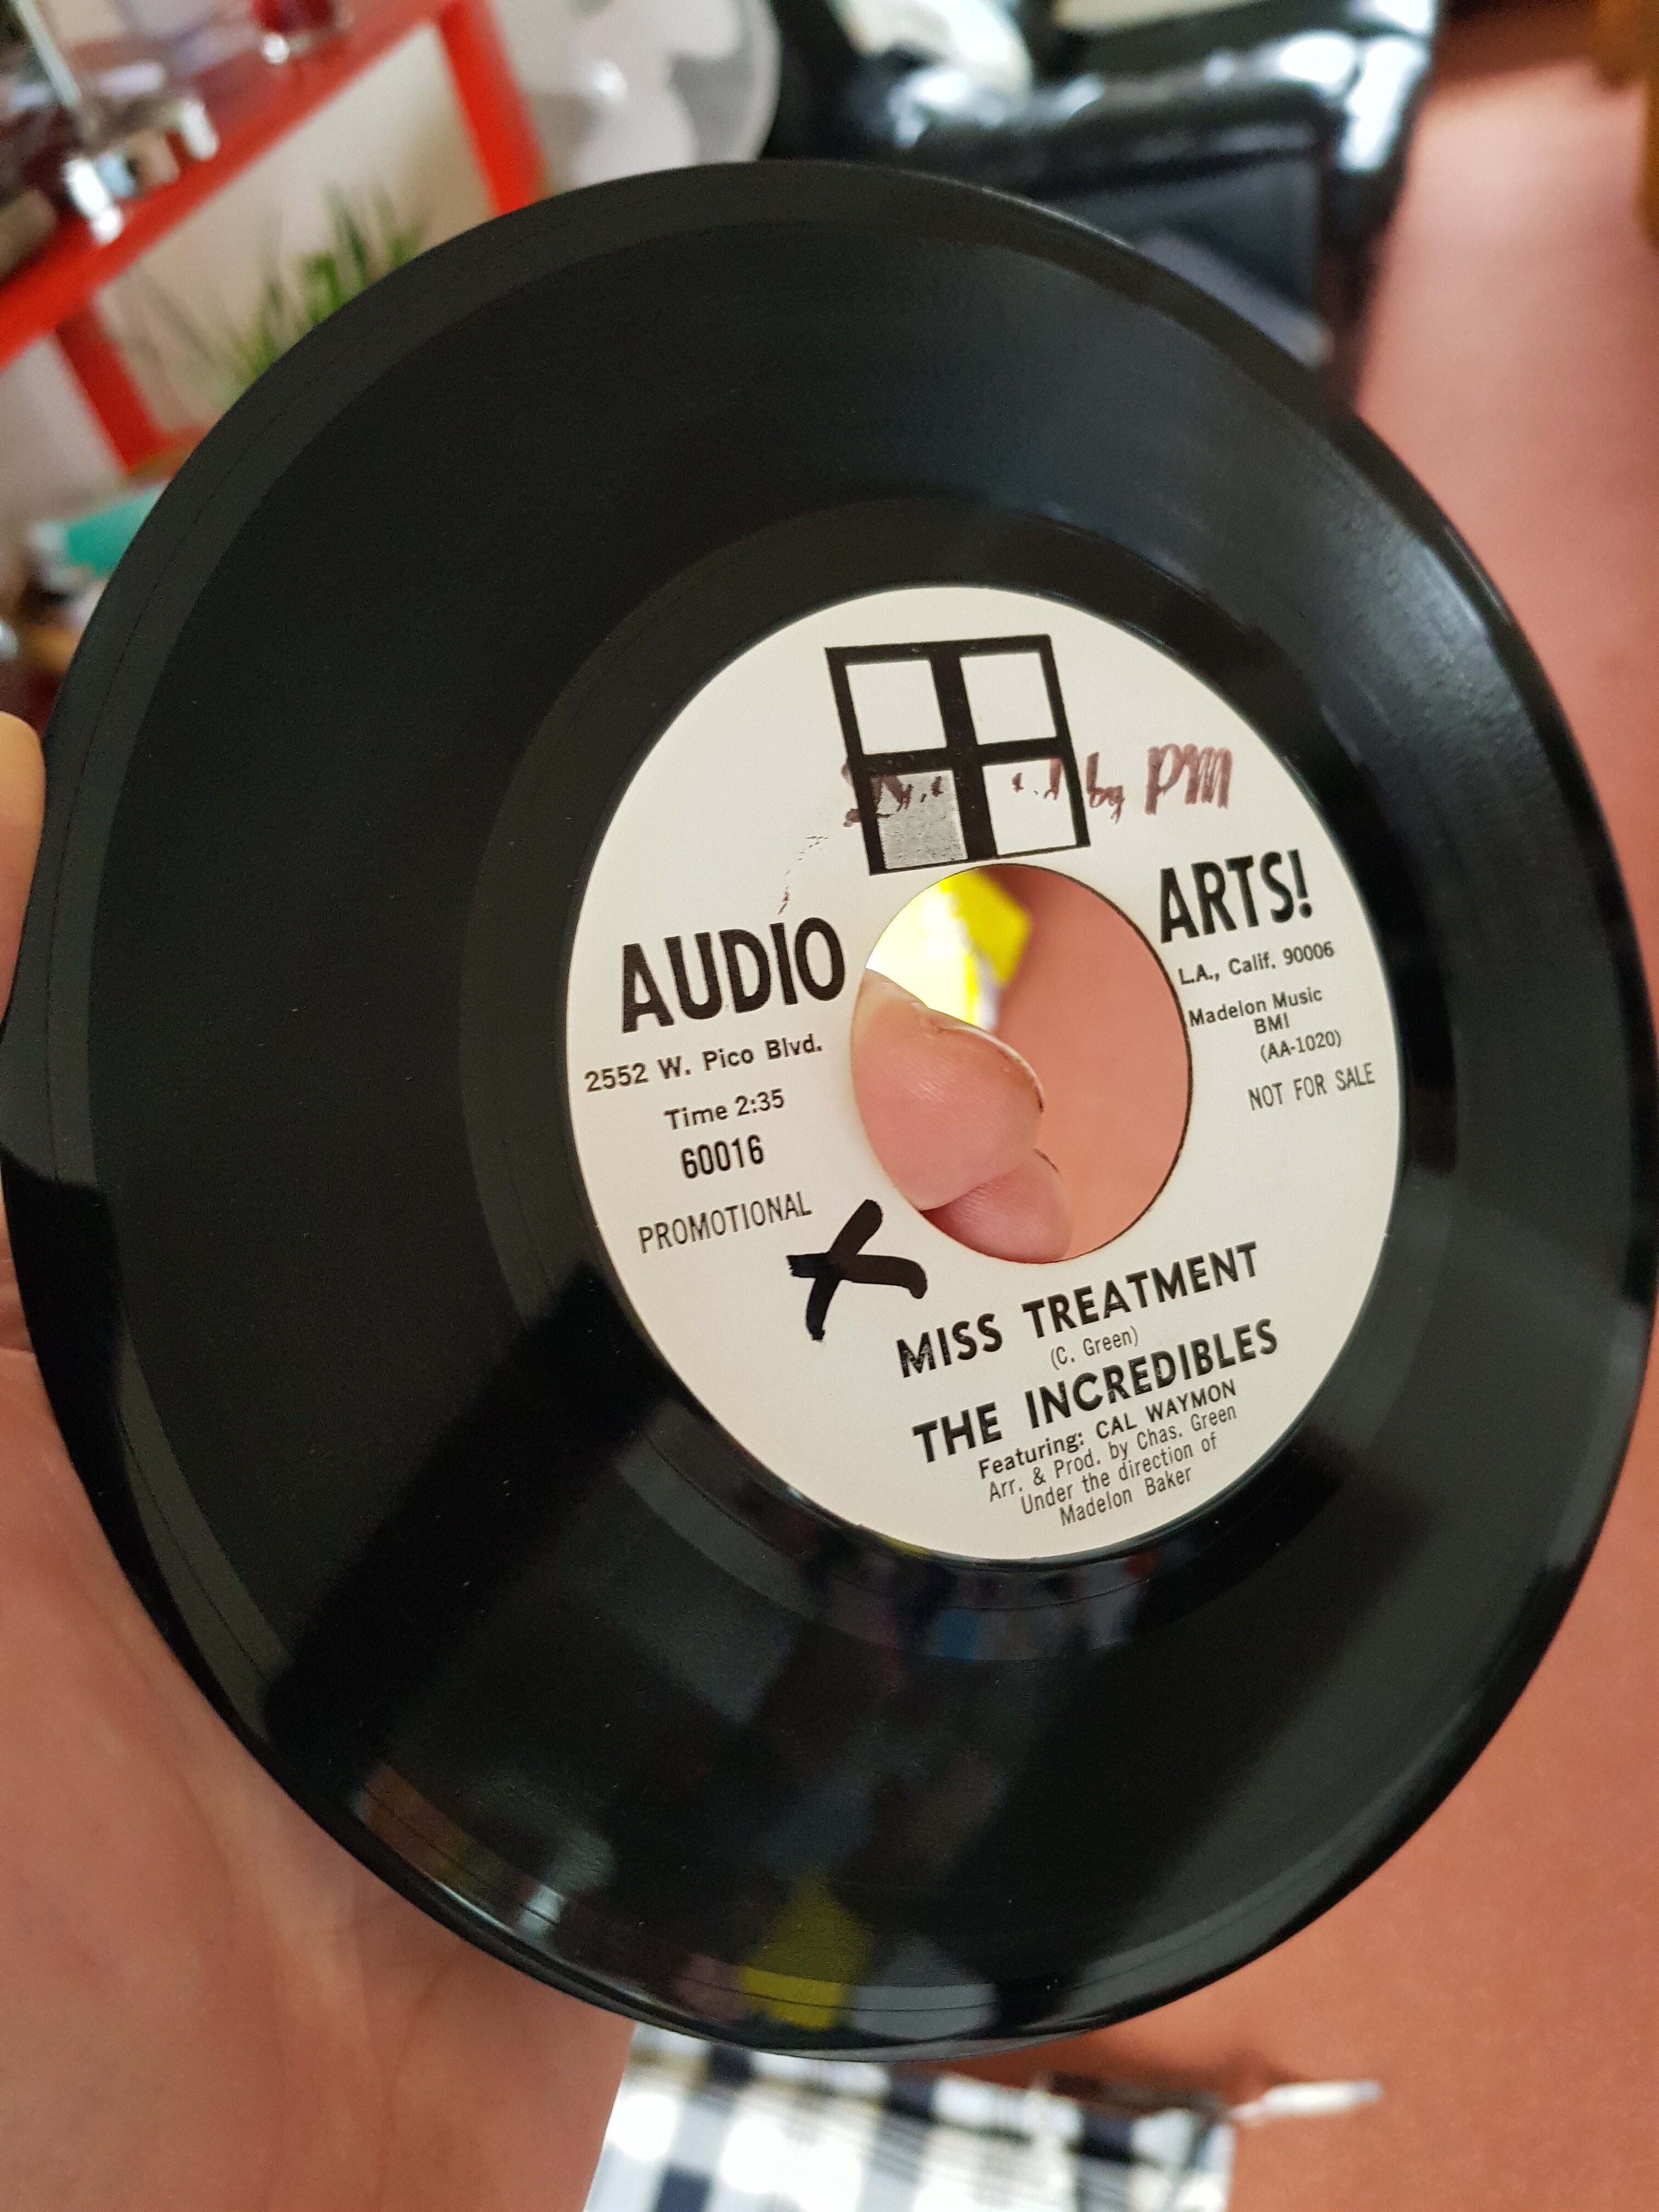 by PM
AUDIO ARTS!
2552 W. Pico Blvd.
Time 2:35
60016
PROMOTIONAL
L.A., Calif. 90006
Madelon Music
BMI
(AA-1020)
NOT FOR SALE
X
MISS TREATMENT
(C. Green)
THE INCREDIBLES
Featuring: CAL WAYMON
Arr. & Prod. by Chas. Green
Under the direction of
Madelon Baker